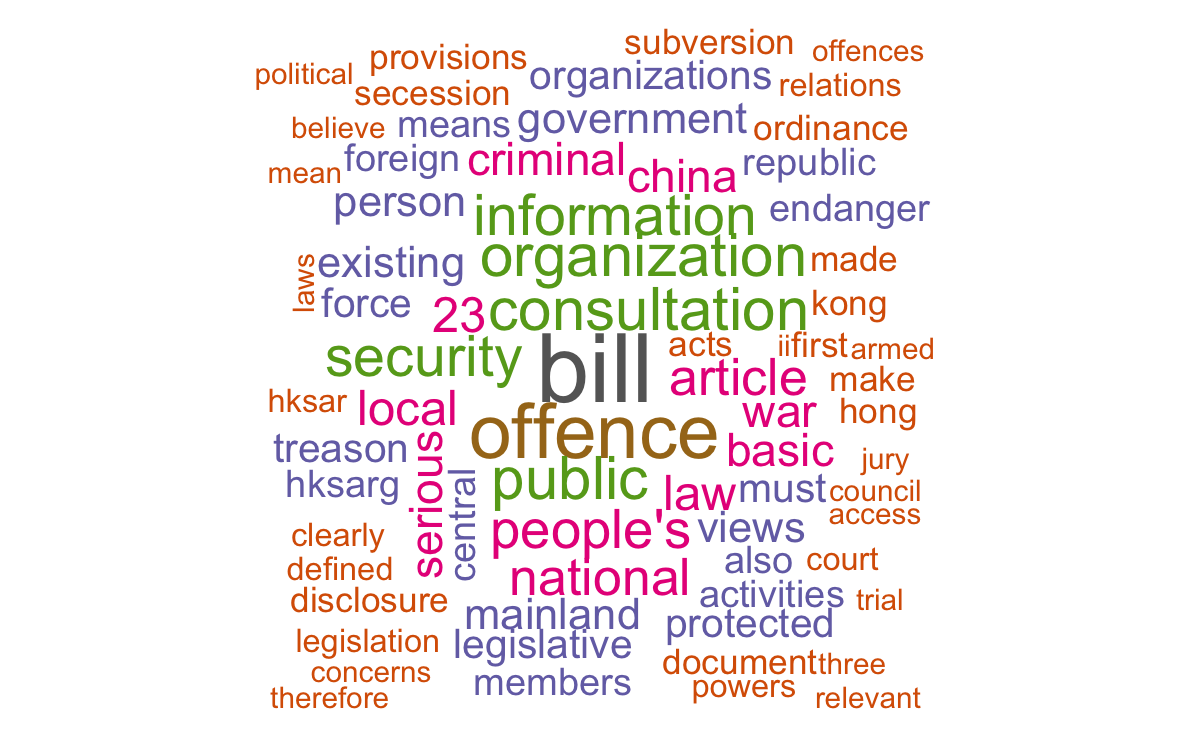 subversion offences
political provisions organizations relations
secession
believe means government ordinance
mean foreign criminal china republic
person information endanger
laws existing organization made
force 23 consultation kong
security bill acts iifirst armed
article make
hksar local war hong
treason serious offence basic jury
hksarg central public law must council
access
clearly people's views
defined national also court
disclosure activities trial
mainland protected
legislation legislative document three
concerns members powers
therefore relevant